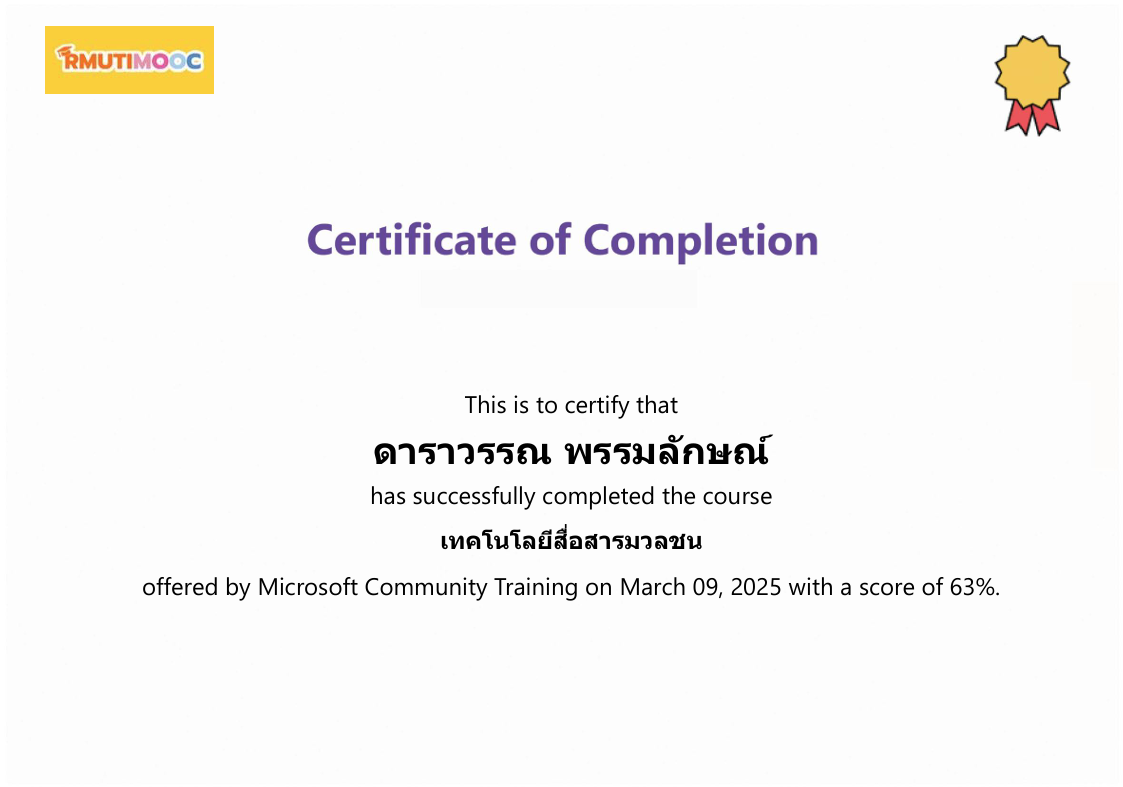 RMUTIMOOC
Certificate of Completion
This is to certify that
ดาราวรรณ พรรมลักษณ์
has successfully completed the course
เทคโนโลยีสื่อสารมวลชน
offered by Microsoft Community Training on March 09, 2025 with a score of 63%.